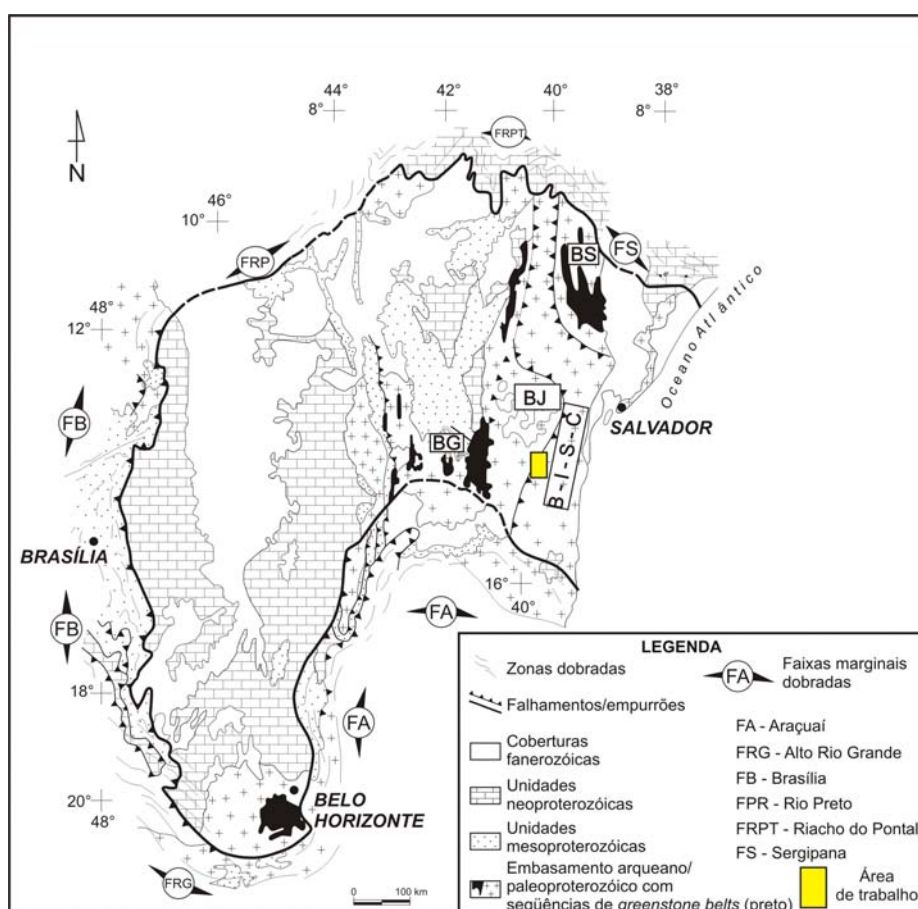 44°
42°
40°
38°
8°
8°
FRPT
N
46°
10°
FRP
BS
FS
48°
12°
Oceano Atlântico
BJ
SALVADOR
FB
BG
B-I-S-C
BRASÍLIA
16°
40°
FA
FB
18°
FA
20°
48°
BELO
HORIZONTE
FRG
0 100 km
LEGENDA
Zonas dobradas
Falhamentos/empurrões
Coberturas
fanerozóicas
Unidades
neoproterozóicas
Unidades
mesoproterozóicas
Embasamento arqueano/
paleoproterozóico com
seqüências de greenstone belts (preto)
FA
Faixas marginais
dobradas
FA - Araçuaí
FRG - Alto Rio Grande
FB - Brasília
FPR - Rio Preto
FRPT - Riacho do Pontal
FS - Sergipana
Área
de trabalho